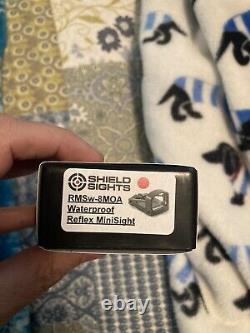 SHIELD
SIGHTS
RMSw-8MOA
Waterproof
Reflex MiniSight